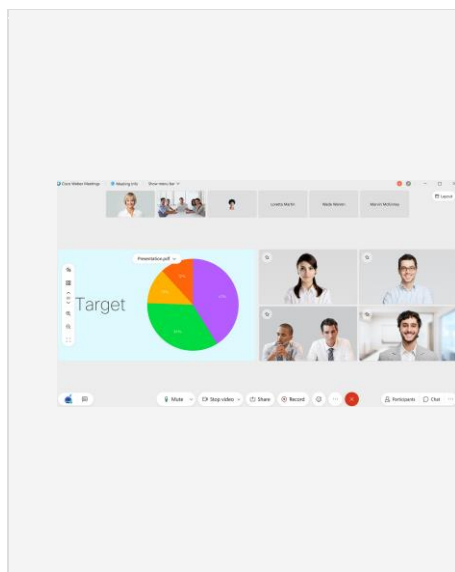 Cisco Webex Meetings Meeting Info Show menu bar
Loretta Martin Wade Warren Marvin McKinney
Layout
Presentation.pdf
Target
Mute Stop video Share Record Participants Chat